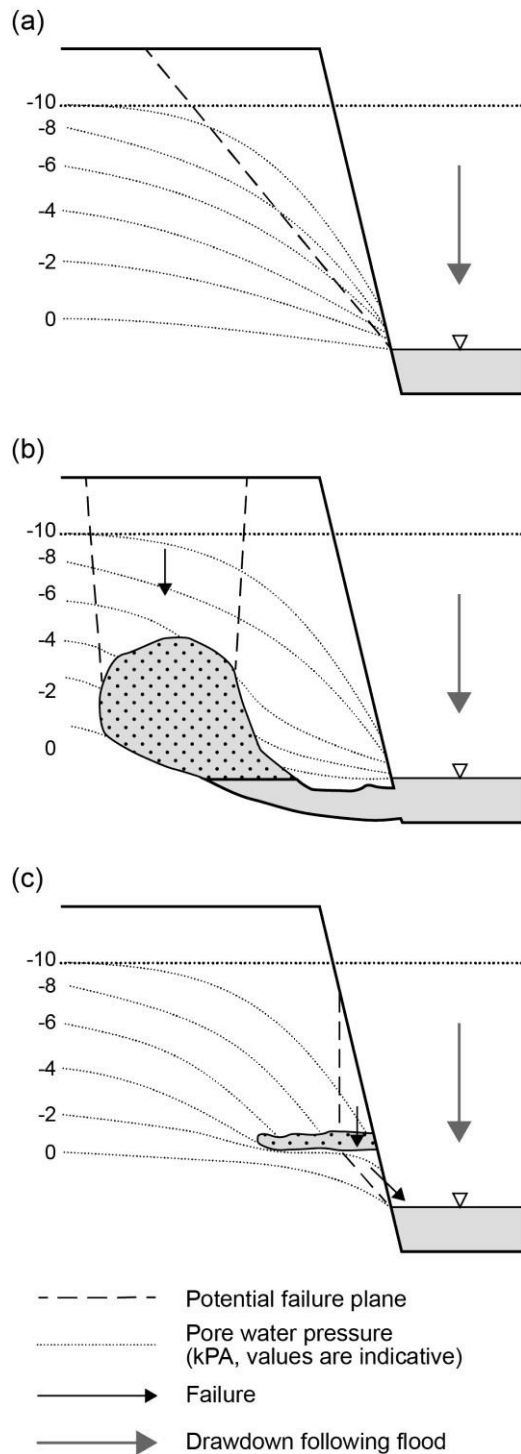 (a)
-10
-8
-6
-4
-2
0
(b)
-10
-8
-6
-4
-2
0
(c)
-10
-8
-6
-4
-2
0
Potential failure plane
Pore water pressure
(kPA, values are indicative)
Failure
Drawdown following flood